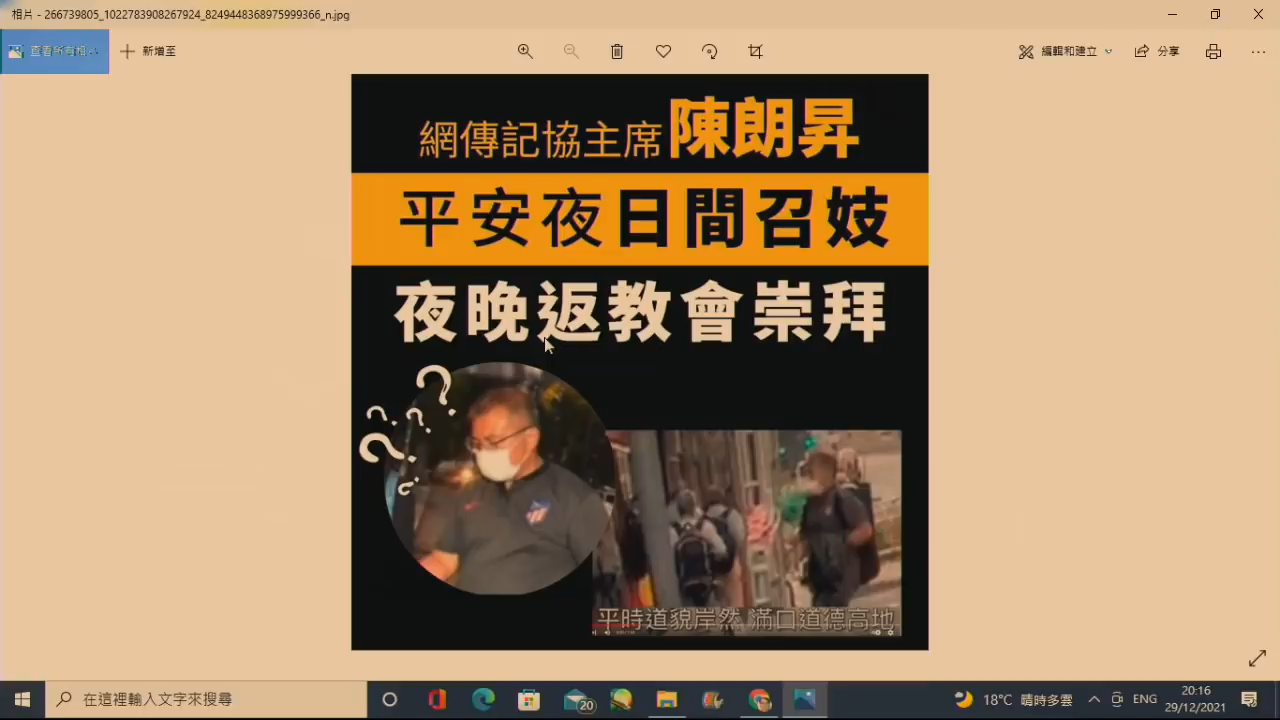 相片 - 266739805_1022783908267924_8249448368975999366_n.jpg
查看所有相片
新增至
編輯和建立
分享
網傳記協主席陳朗昇
平安夜日間召妓
夜晚返教會崇拜
平時道貌岸然 滿口道德高地
在這裡輸入文字來搜尋
20
18°C 晴時多雲
ENG
20:16
29/12/2021